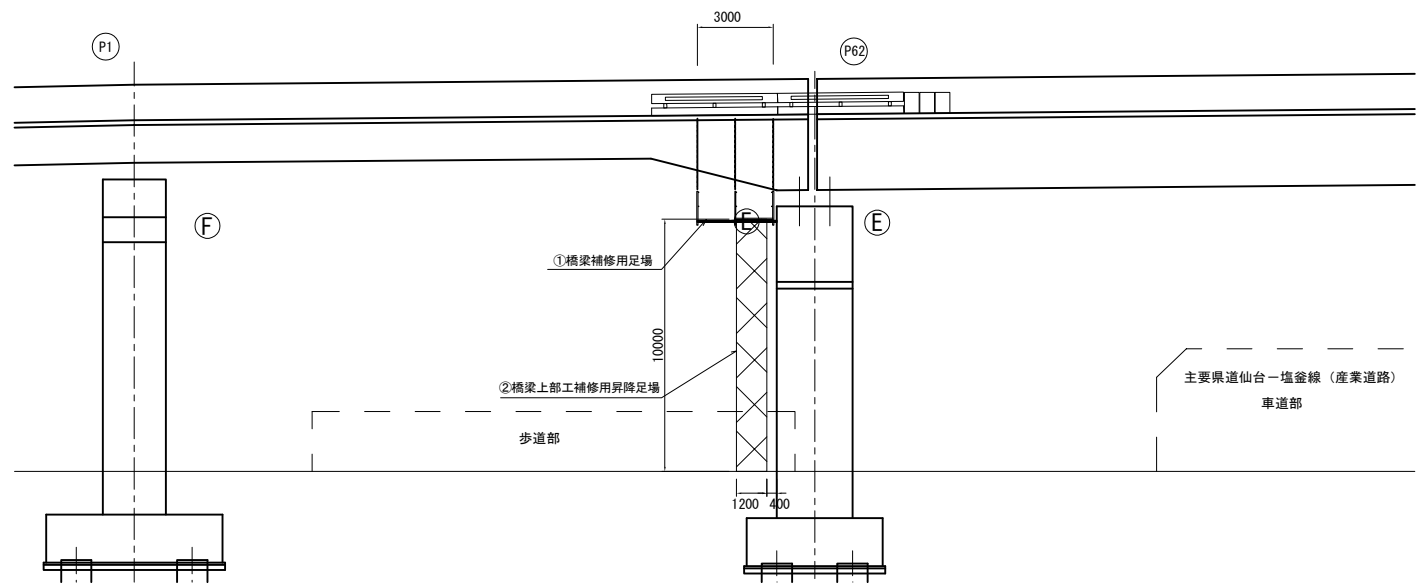 3000
P1
P62
F
E
E
①橋梁補修用足場
10000
②橋梁上部工補修用昇降足場
主要県道仙台－塩釜線（産業道路）
車道部
歩道部
1200
400